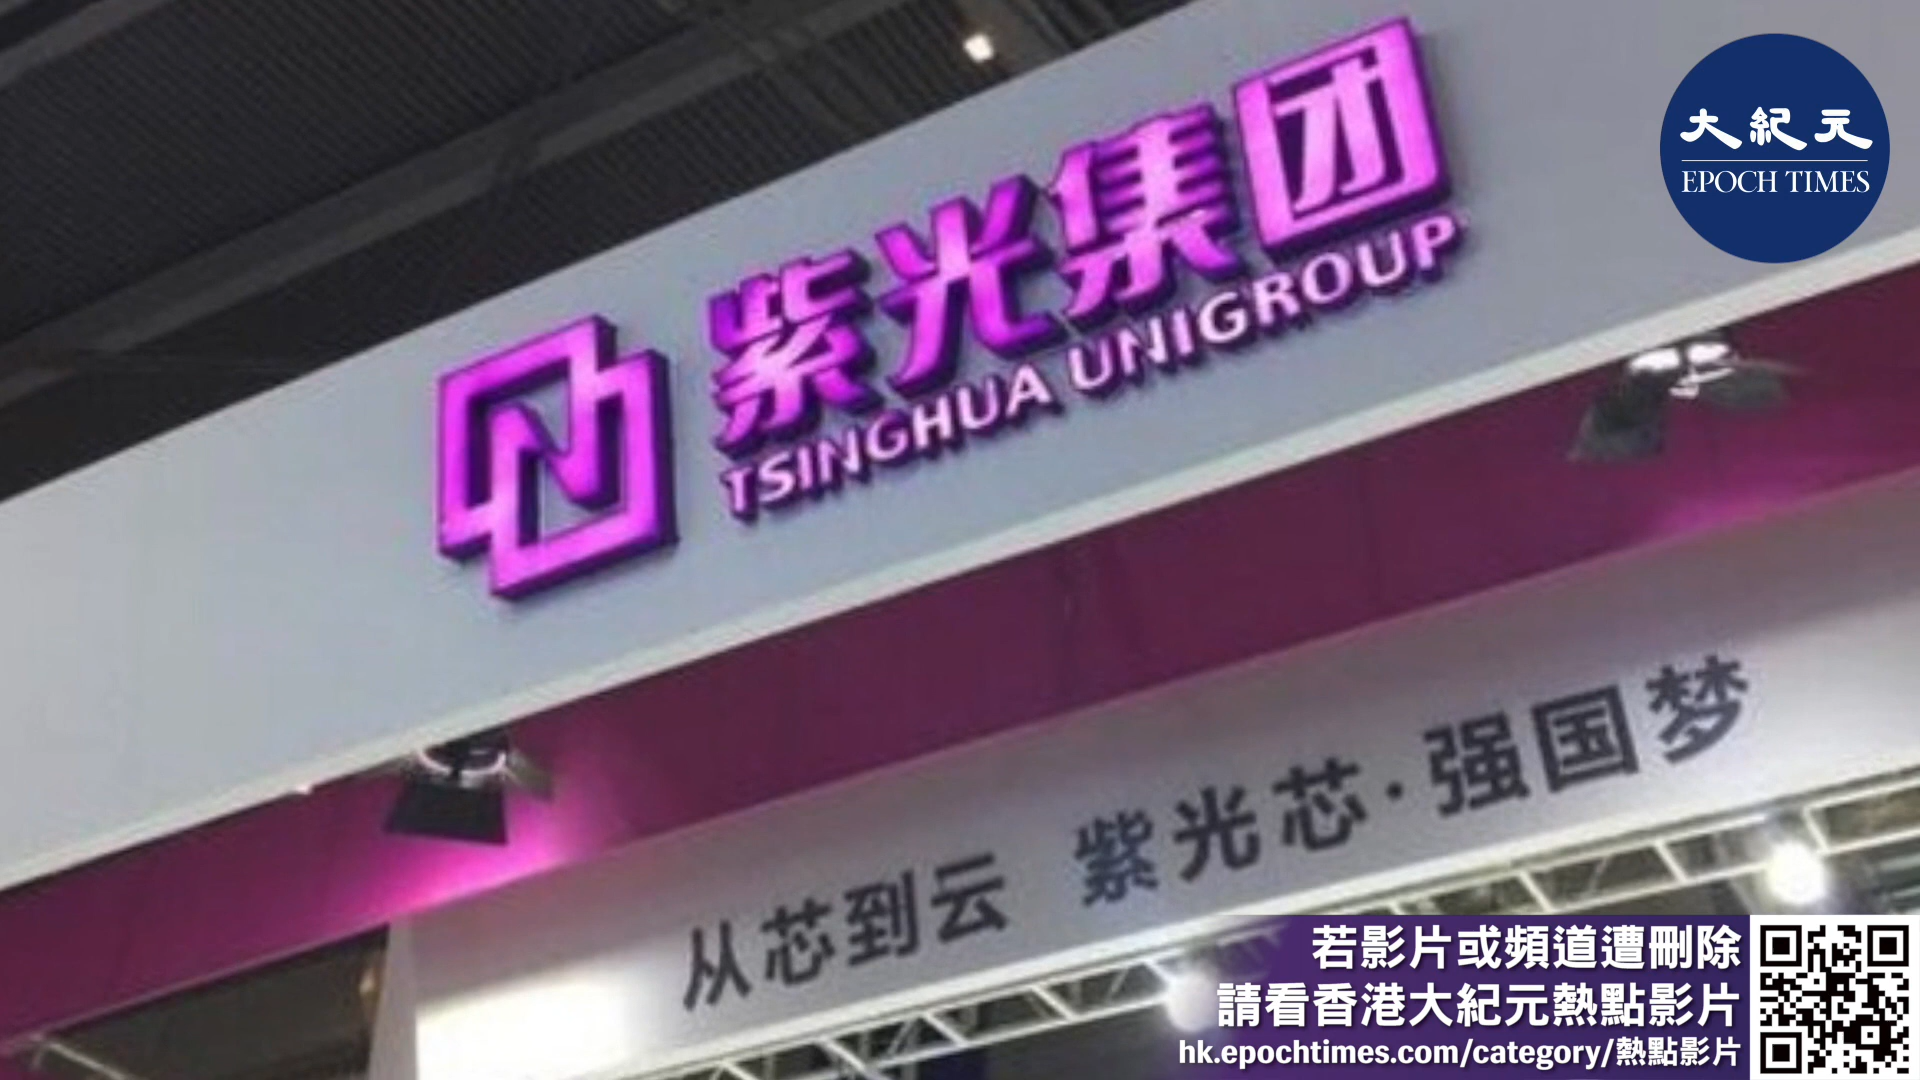 大紀元
EPOCH TIMES
紫光集团
TSINGHUA UNIGROUP
从芯到云 紫光芯·强国梦
若影片或頻道遭刪除
請看香港大紀元熱點影片
hk.epochtimes.com/category/熱點影片